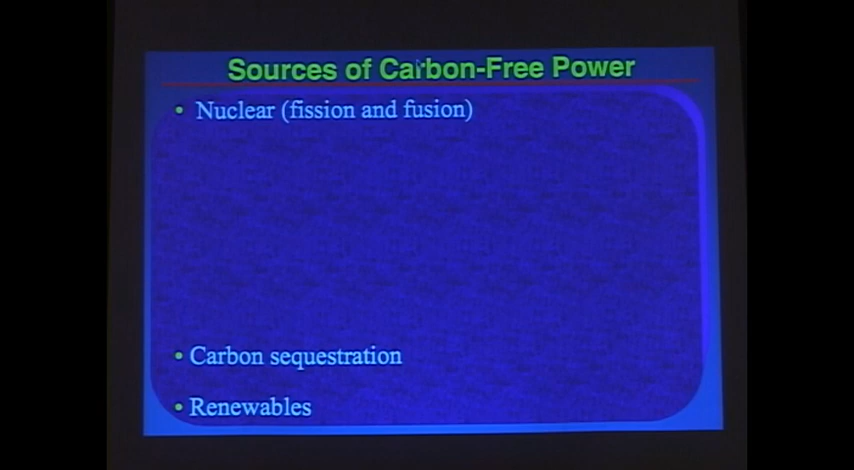 Sources of Carbon-Free Power
• Nuclear (fission and fusion)
• Carbon sequestration
• Renewables